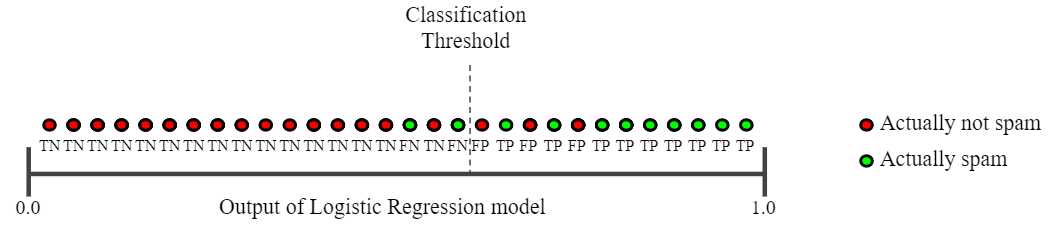 Classification
Threshold
TN TN TN TN TN TN TN TN TN TN TN TN TN TN TN FN TN FN FP TP FP TP FP TP TP TP TP TP TP TP
0.0
Output of Logistic Regression model
1.0
Actually not spam
Actually spam